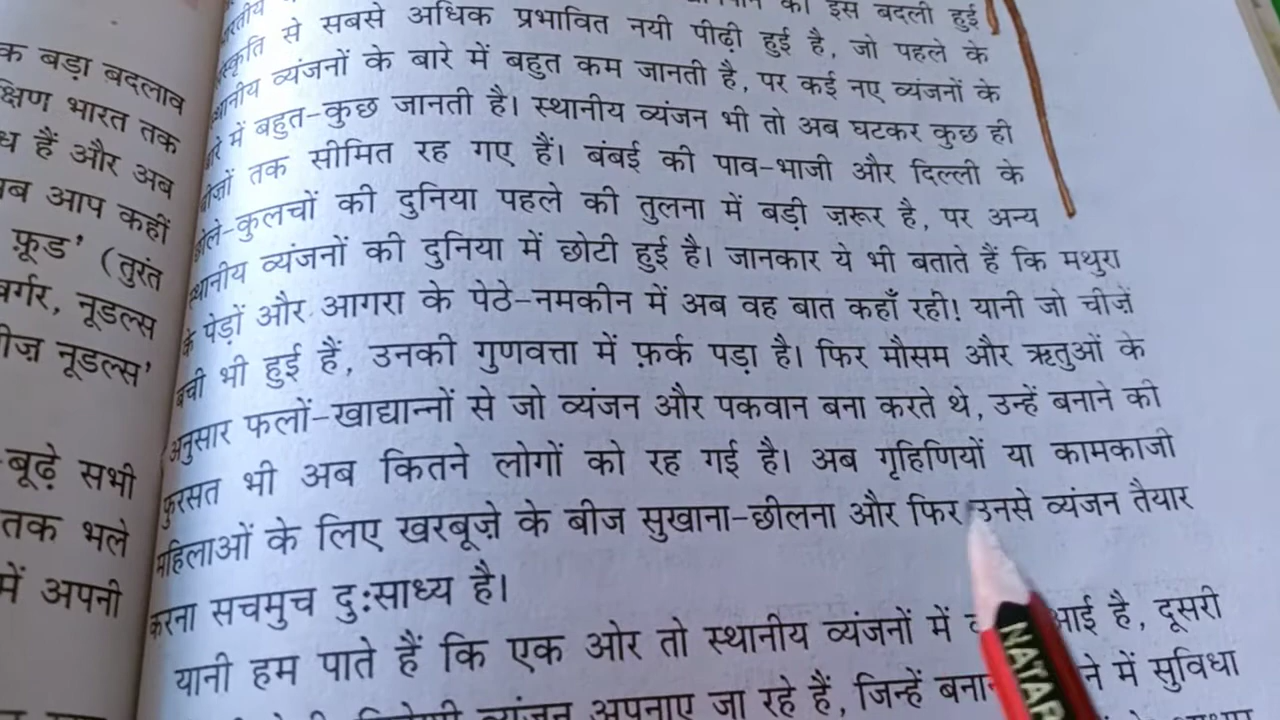 क बड़ा बदलाव
क्षिण भारत तक
ध हैं और अब
ब आप कहीं
फ़ूड' (तुरंत
बर्गर, नूडल्स
ीज़ नूडल्स'
बूढ़े सभी
तक भले
में अपनी
की इस बदली हुई
से सबसे अधिक प्रभावित नयी पीढ़ी हुई है, जो पहले के
स्थानीय व्यंजनों के बारे में बहुत कम जानती है, पर कई नए व्यंजनों के
बारे में बहुत-कुछ जानती है। स्थानीय व्यंजन भी तो अब घटकर कुछ ही
चीज़ों तक सीमित रह गए हैं। बंबई की पाव-भाजी और दिल्ली के
छोले-कुलचों की दुनिया पहले की तुलना में बड़ी ज़रूर है, पर अन्य
स्थानीय व्यंजनों की दुनिया में छोटी हुई है। जानकार ये भी बताते हैं कि मथुरा
के पेड़ों और आगरा के पेठे-नमकीन में अब वह बात कहाँ रही! यानी जो चीज़ें
बची भी हुई हैं, उनकी गुणवत्ता में फ़र्क पड़ा है। फिर मौसम और ऋतुओं के
अनुसार फलों-खाद्यान्नों से जो व्यंजन और पकवान बना करते थे, उन्हें बनाने की
फुरसत भी अब कितने लोगों को रह गई है। अब गृहिणियों या कामकाजी
महिलाओं के लिए खरबूज़े के बीज सुखाना-छीलना और फिर उनसे व्यंजन तैयार
करना सचमुच दु:साध्य है।
यानी हम पाते हैं कि एक ओर तो स्थानीय व्यंजनों में आई है, दूसरी
व्यंजन अपनाए जा रहे हैं, जिन्हें बनाने में सुविधा
NATAR